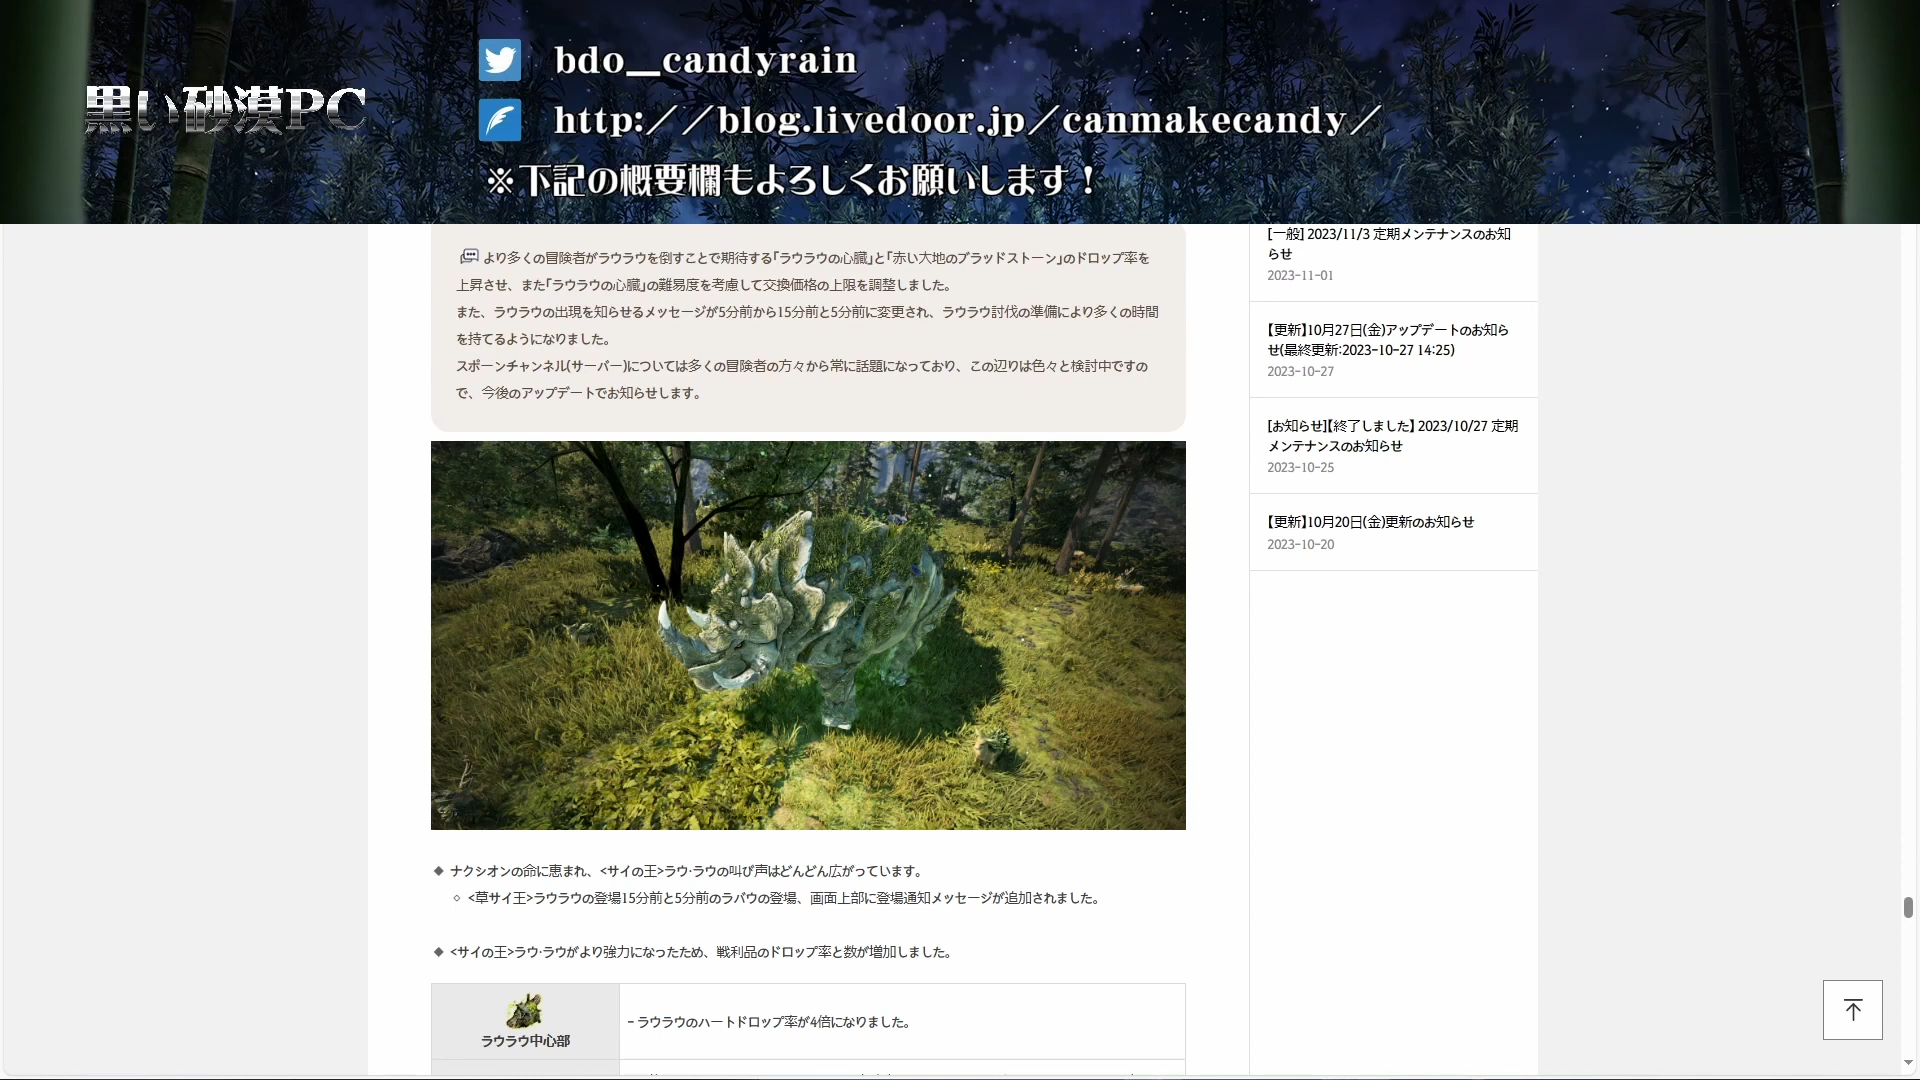 黒い砂漠PC
bdo__candyrain
http://blog.livedoor.jp/canmakecandy/
※下記の概要欄もよろしくお願いします！
より多くの冒険者がラウラウを倒すことで期待する「ラウラウの心臓」と「赤い大地のブラッドストーン」のドロップ率を
上昇させ、また「ラウラウの心臓」の難易度を考慮して交換価格の上限を調整しました。
また、ラウラウの出現を知らせるメッセージが5分前から15分前と5分前に変更され、ラウラウ討伐の準備により多くの時間
を持てるようになりました。
スポーンチャンネル(サーバー)については多くの冒険者の方々から常に話題になっており、この辺りは色々と検討中ですの
で、今後のアップデートでお知らせします。
◆ ナクシオンの命に恵まれ、<サイの王>ラウ·ラウの叫び声はどんどん広がっています。
○ <草サイ王>ラウラウの登場15分前と5分前のラバウの登場、画面上部に登場通知メッセージが追加されました。
◆ <サイの王>ラウ·ラウがより強力になったため、戦利品のドロップ率と数が増加しました。
ラウラウ中心部
- ラウラウのハートドロップ率が4倍になりました。
[一般] 2023/11/3 定期メンテナンスのお知
らせ
2023-11-01
【更新】10月27日(金)アップデートのお知ら
せ(最終更新:2023-10-27 14:25)
2023-10-27
[お知らせ]【終了しました】 2023/10/27 定期
メンテナンスのお知らせ
2023-10-25
【更新】10月20日(金)更新のお知らせ
2023-10-20